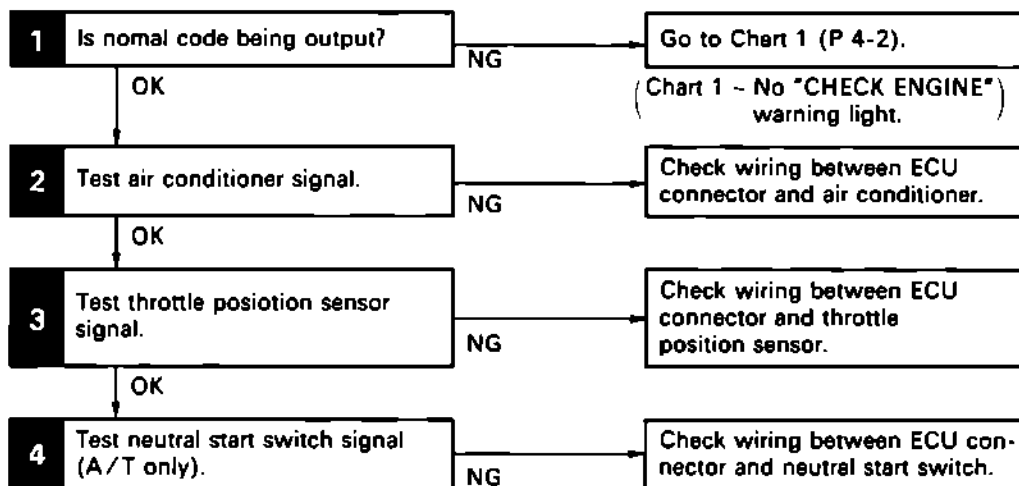 1 Is nomal code being output?
NG
Go to Chart 1 (P 4-2).
(Chart 1 ~ No "CHECK ENGINE"
warning light.)
OK
2 Test air conditioner signal.
NG
Check wiring between ECU
connector and air conditioner.
OK
3 Test throttle posiotion sensor
signal.
NG
Check wiring between ECU
connector and throttle
position sensor.
OK
4 Test neutral start switch signal
(A/T only).
NG
Check wiring between ECU con-
nector and neutral start switch.